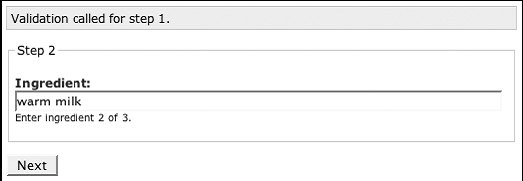 Validation called for step 1.
Step 2
Ingredient:
warm milk
Enter ingredient 2 of 3.
Next